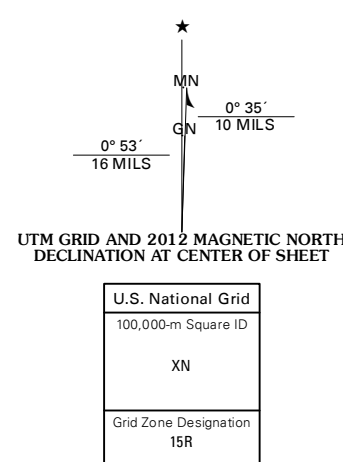 ★
MN
0° 35´
10 MILS
GN
0° 53´
16 MILS
UTM GRID AND 2012 MAGNETIC NORTH
DECLINATION AT CENTER OF SHEET
U.S. National Grid
100,000-m Square ID
XN
Grid Zone Designation
15R